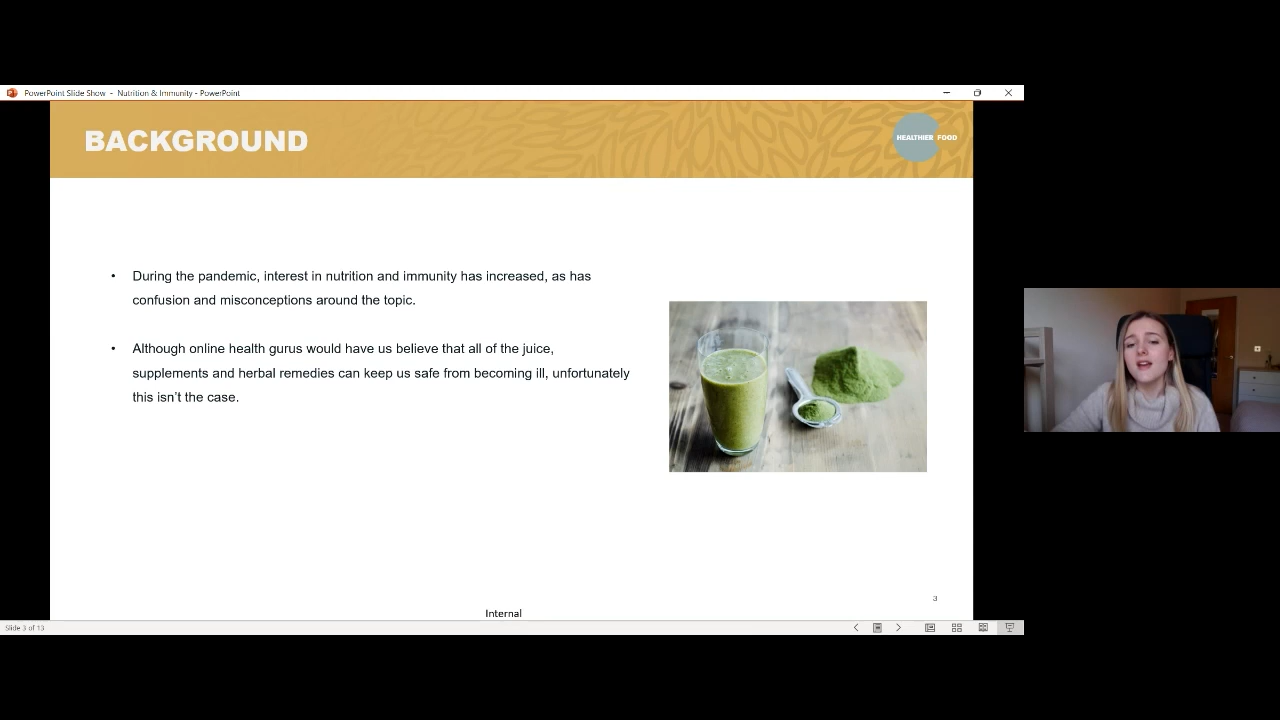 PowerPoint Slide Show - Nutrition & Immunity - PowerPoint
BACKGROUND
HEALTHIER FOOD
• During the pandemic, interest in nutrition and immunity has increased, as has
confusion and misconceptions around the topic.
• Although online health gurus would have us believe that all of the juice,
supplements and herbal remedies can keep us safe from becoming ill, unfortunately
this isn't the case.
3
Internal
Slide 3 of 13